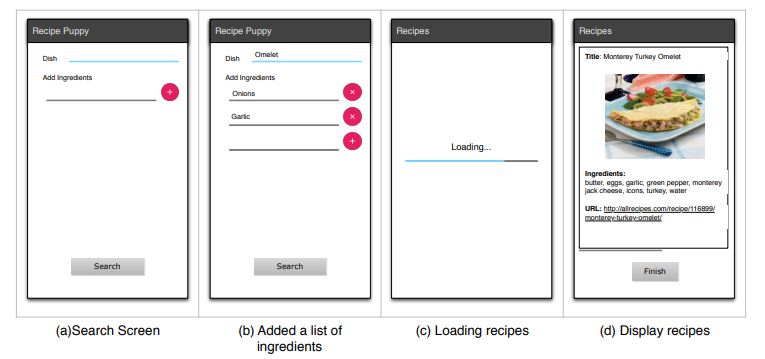 Recipe Puppy
Dish
Add Ingredients
+
Search
(a)Search Screen
Recipe Puppy
Dish Omelet
Add Ingredients
Onions ×
Garlic ×
+
Search
(b) Added a list of
ingredients
Recipes
Loading...
(c) Loading recipes
Recipes
Title: Monterey Turkey Omelet
Ingredients:
butter, eggs, garlic, green pepper, monterey
jack cheese, icons, turkey, water
URL: http://allrecipes.com/recipe/116899/
monterey-turkey-omelet/
Finish
(d) Display recipes